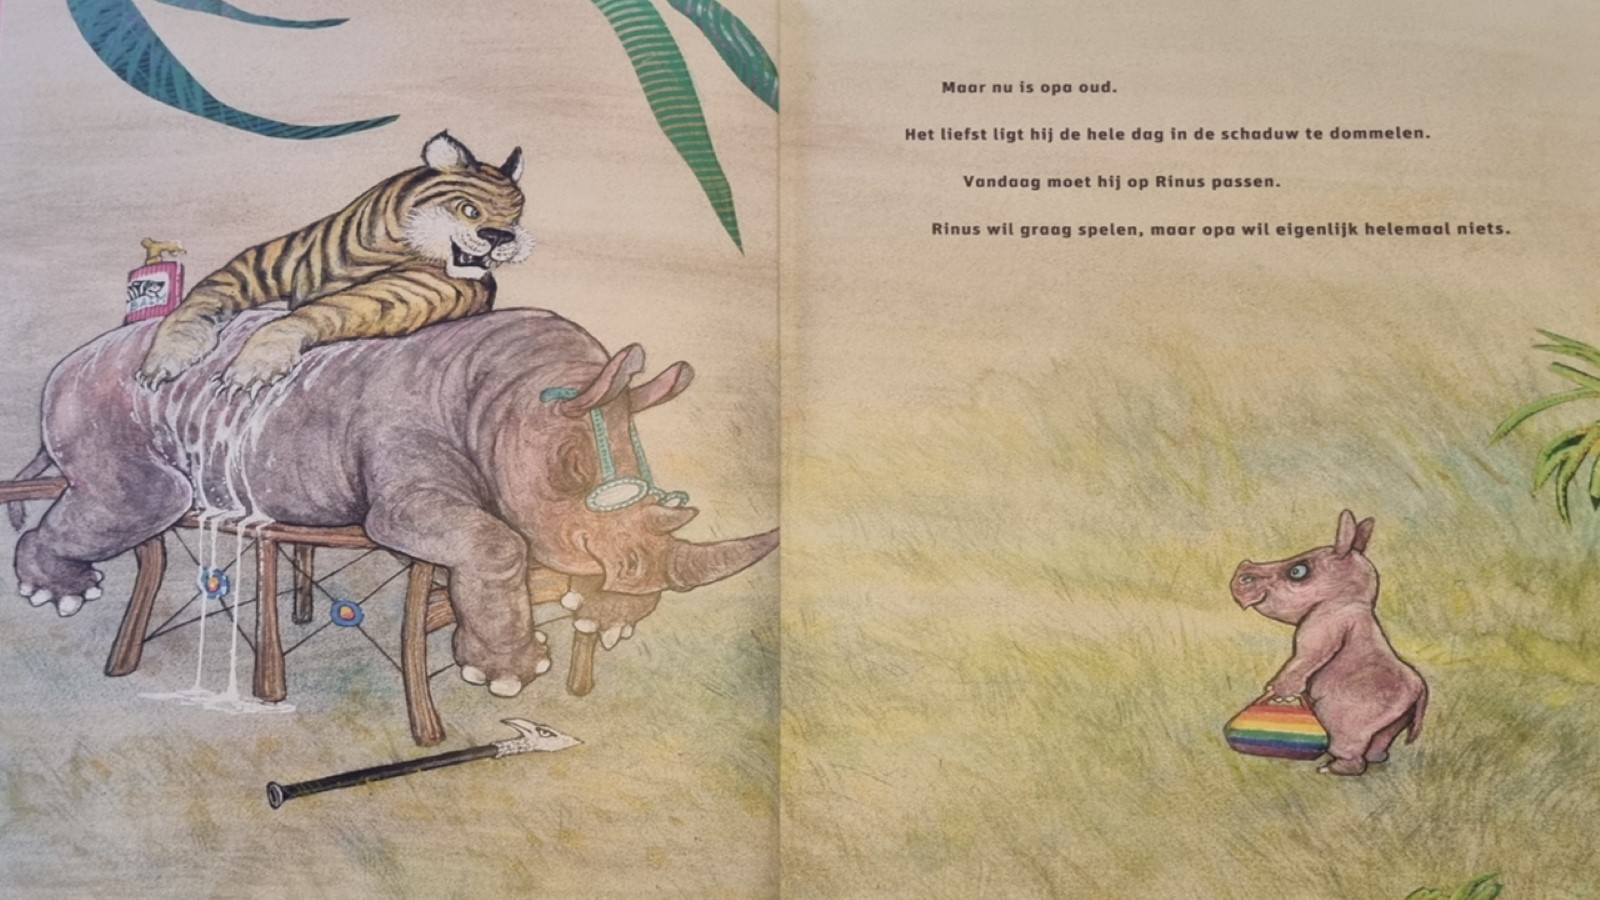 Maar nu is opa oud.
Het liefst ligt hij de hele dag in de schaduw te dommelen.
Vandaag moet hij op Rinus passen.
Rinus wil graag spelen, maar opa wil eigenlijk helemaal niets.